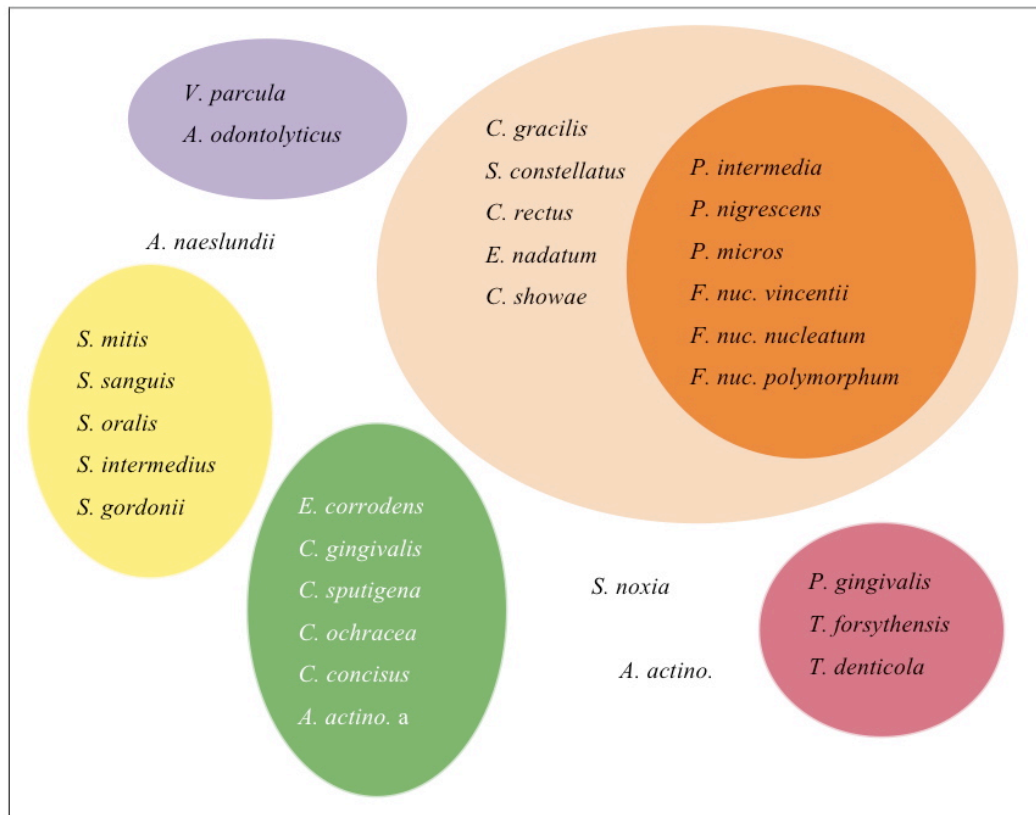 V. parcula
A. odontolyticus
C. gracilis
S. constellatus
C. rectus
E. nadatum
C. showae
P. intermedia
P. nigrescens
P. micros
F. nuc. vincentii
F. nuc. nucleatum
F. nuc. polymorphum
A. naeslundii
S. mitis
S. sanguis
S. oralis
S. intermedius
S. gordonii
E. corrodens
C. gingivalis
C. sputigena
C. ochracea
C. concisus
A. actino. a
S. noxia
A. actino.
P. gingivalis
T. forsythensis
T. denticola